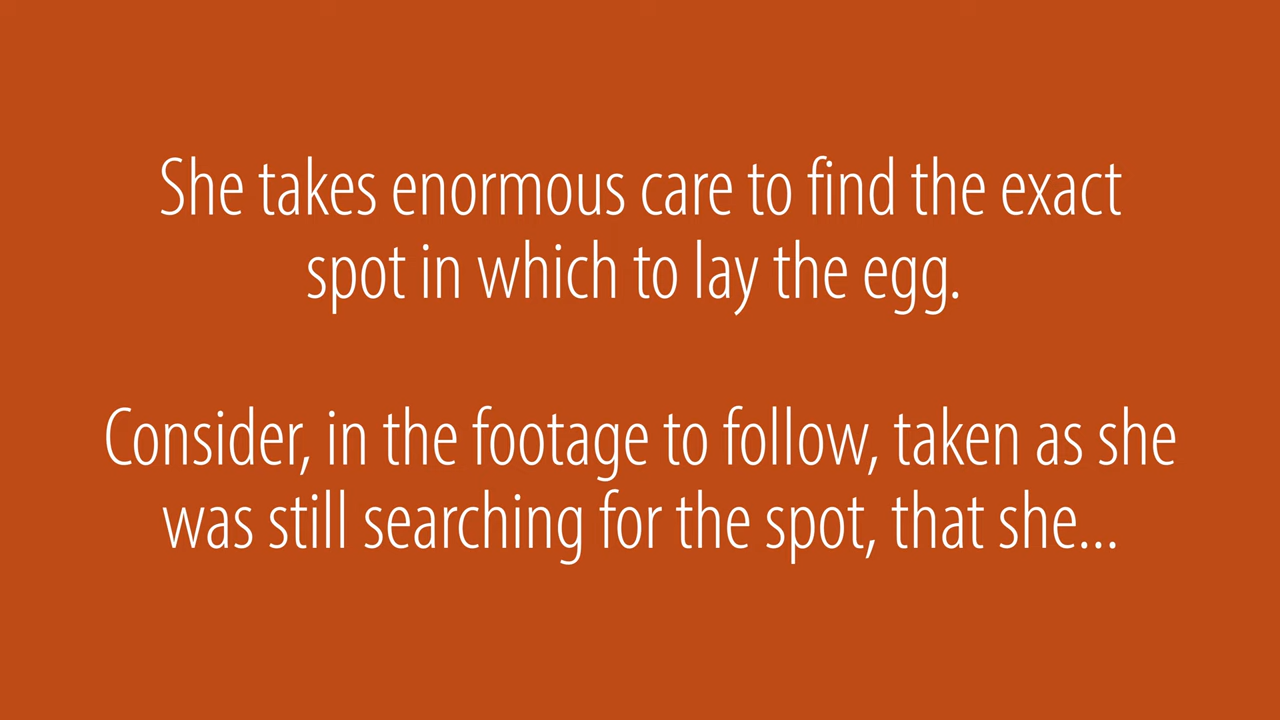 She takes enormous care to find the exact
spot in which to lay the egg.
Consider, in the footage to follow, taken as she
was still searching for the spot, that she...